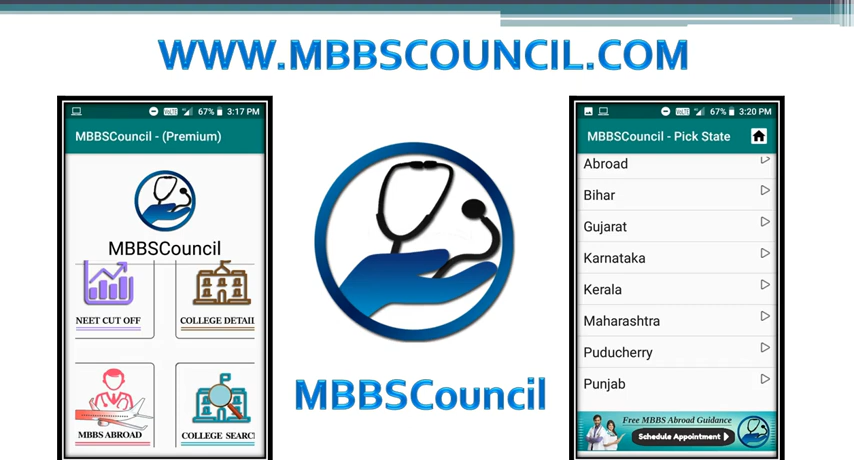 WWW.MBBSCOUNCIL.COM
67% 3:17 PM
MBBSCouncil - (Premium)
MBBSCouncil
NEET CUT OFF
COLLEGE DETAIL
MBBS ABROAD
COLLEGE SEARC
MBBSCouncil
67% 3:20 PM
MBBSCouncil - Pick State
Abroad
Bihar
Gujarat
Karnataka
Kerala
Maharashtra
Puducherry
Punjab
Free MBBS Abroad Guidance
Schedule Appointment